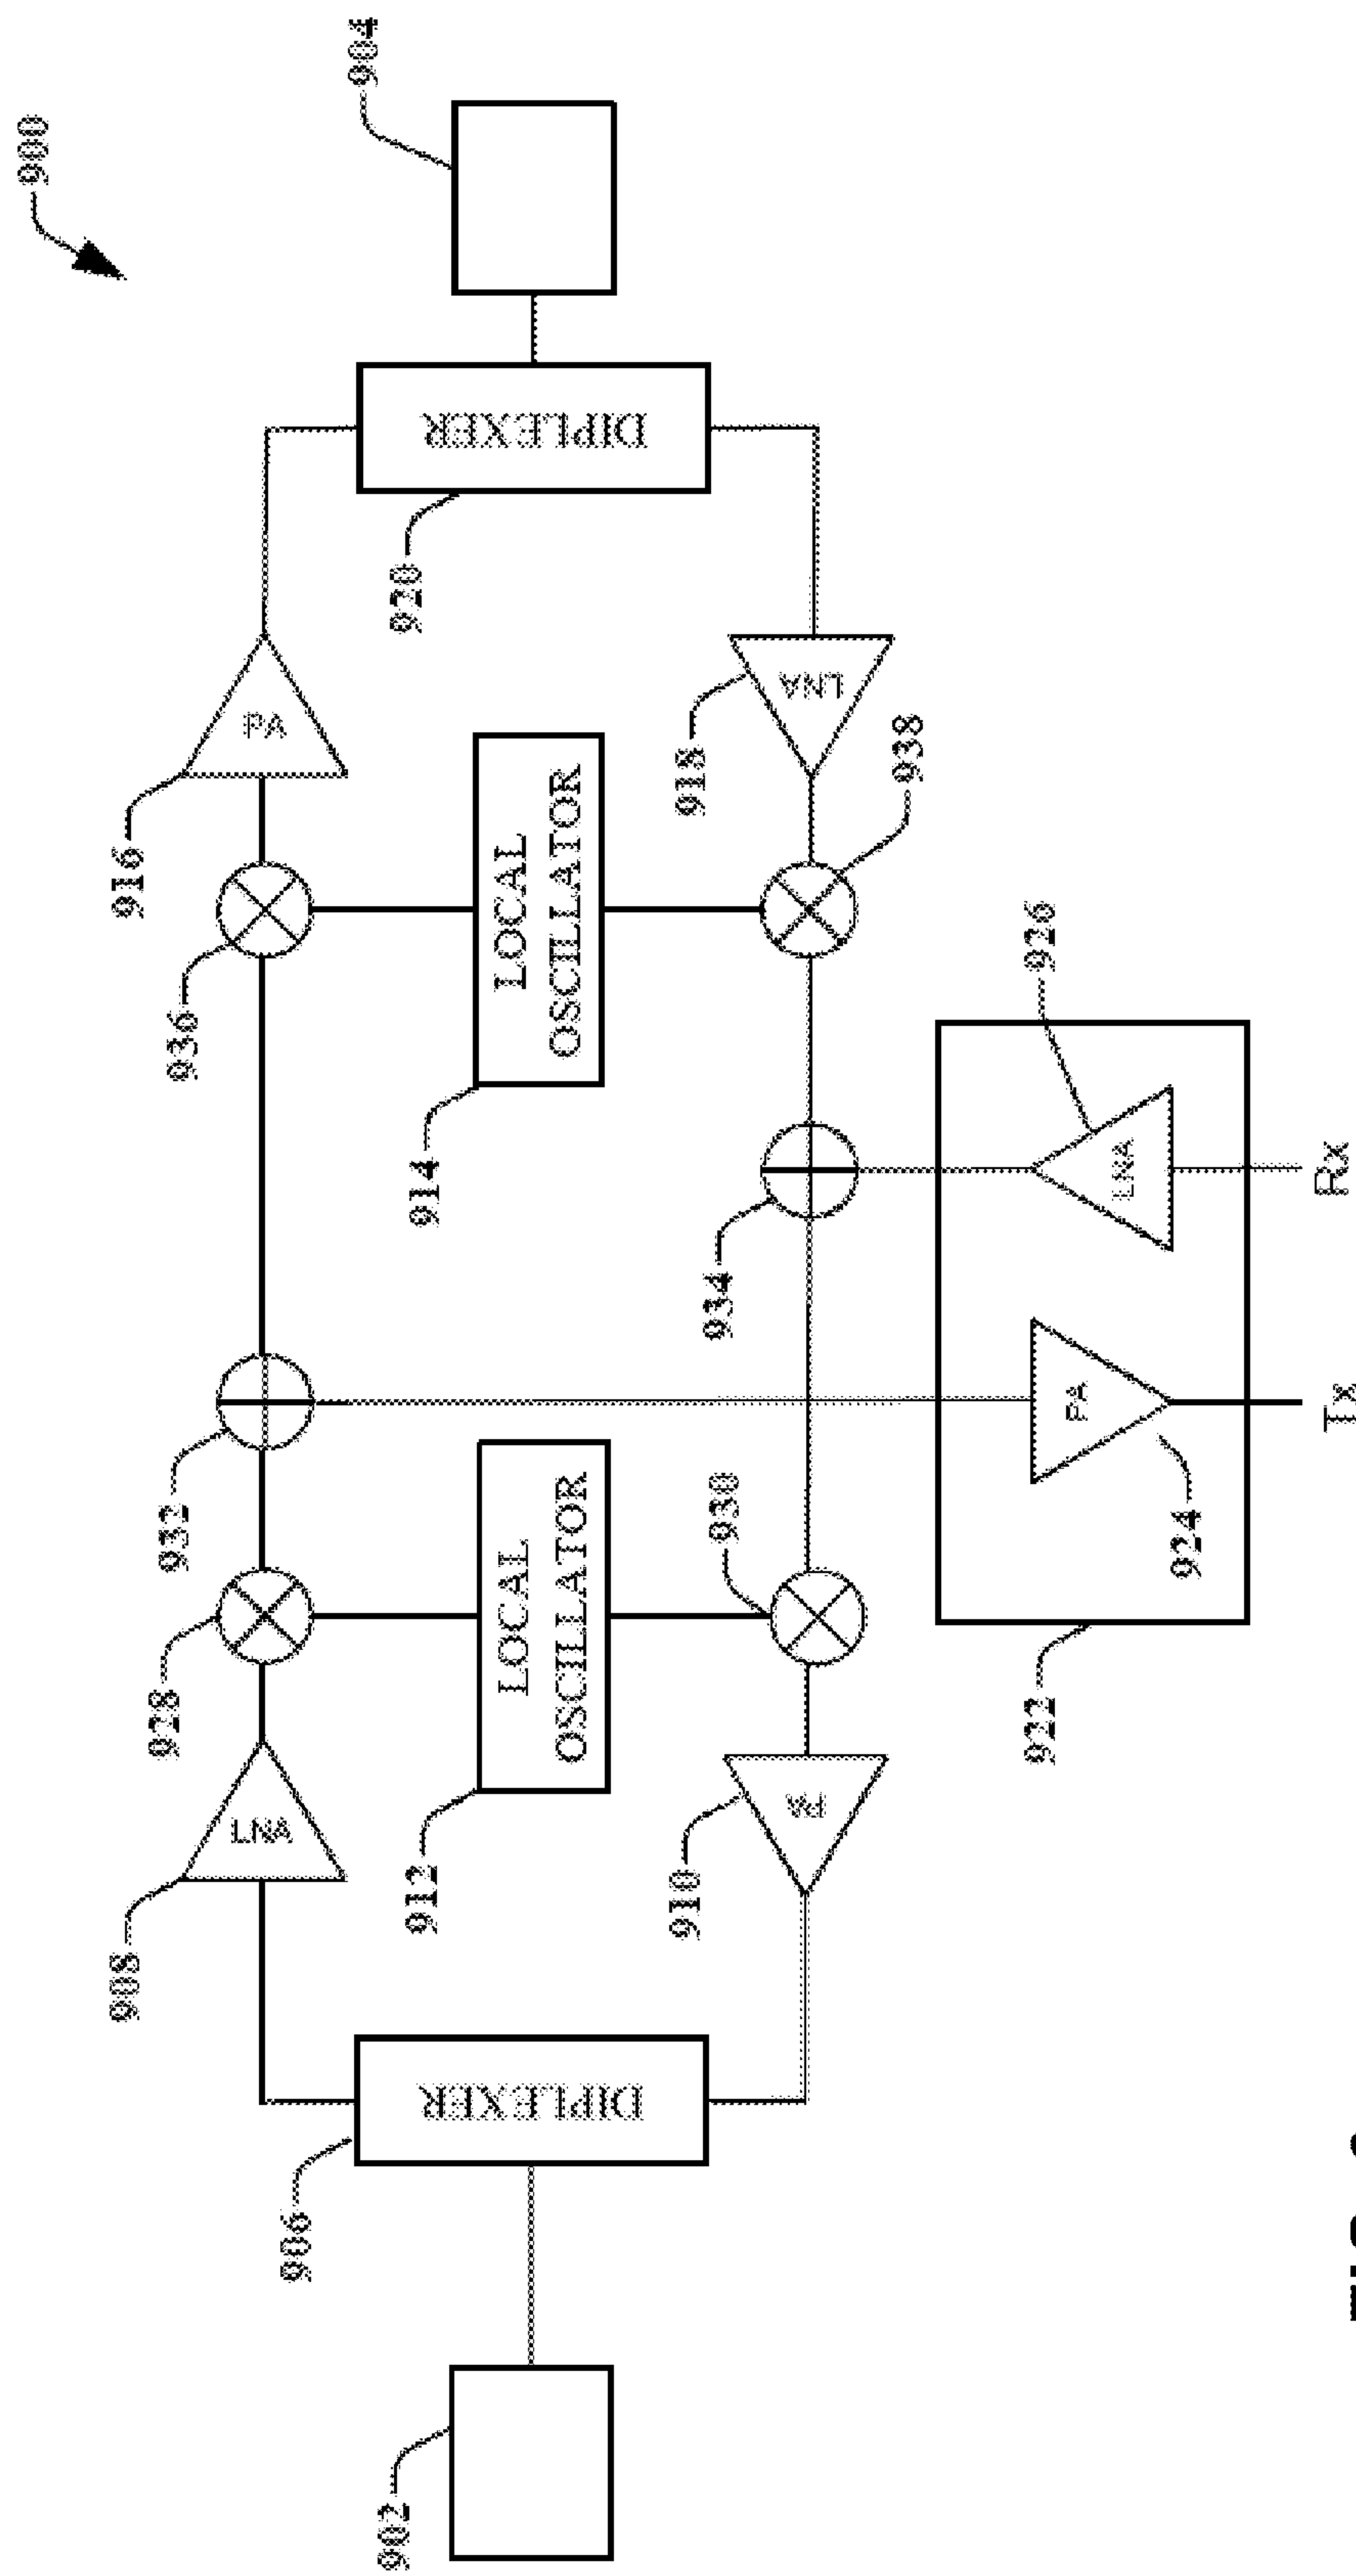 900
904
916
PA
936
920
DIPLEXER
914
LOCAL
OSCILLATOR
918
LNA
938
932
934
926
LNA
Rx
928
912
LOCAL
OSCILLATOR
930
PA
924
Tx
922
908
LNA
910
PA
906
DIPLEXER
902